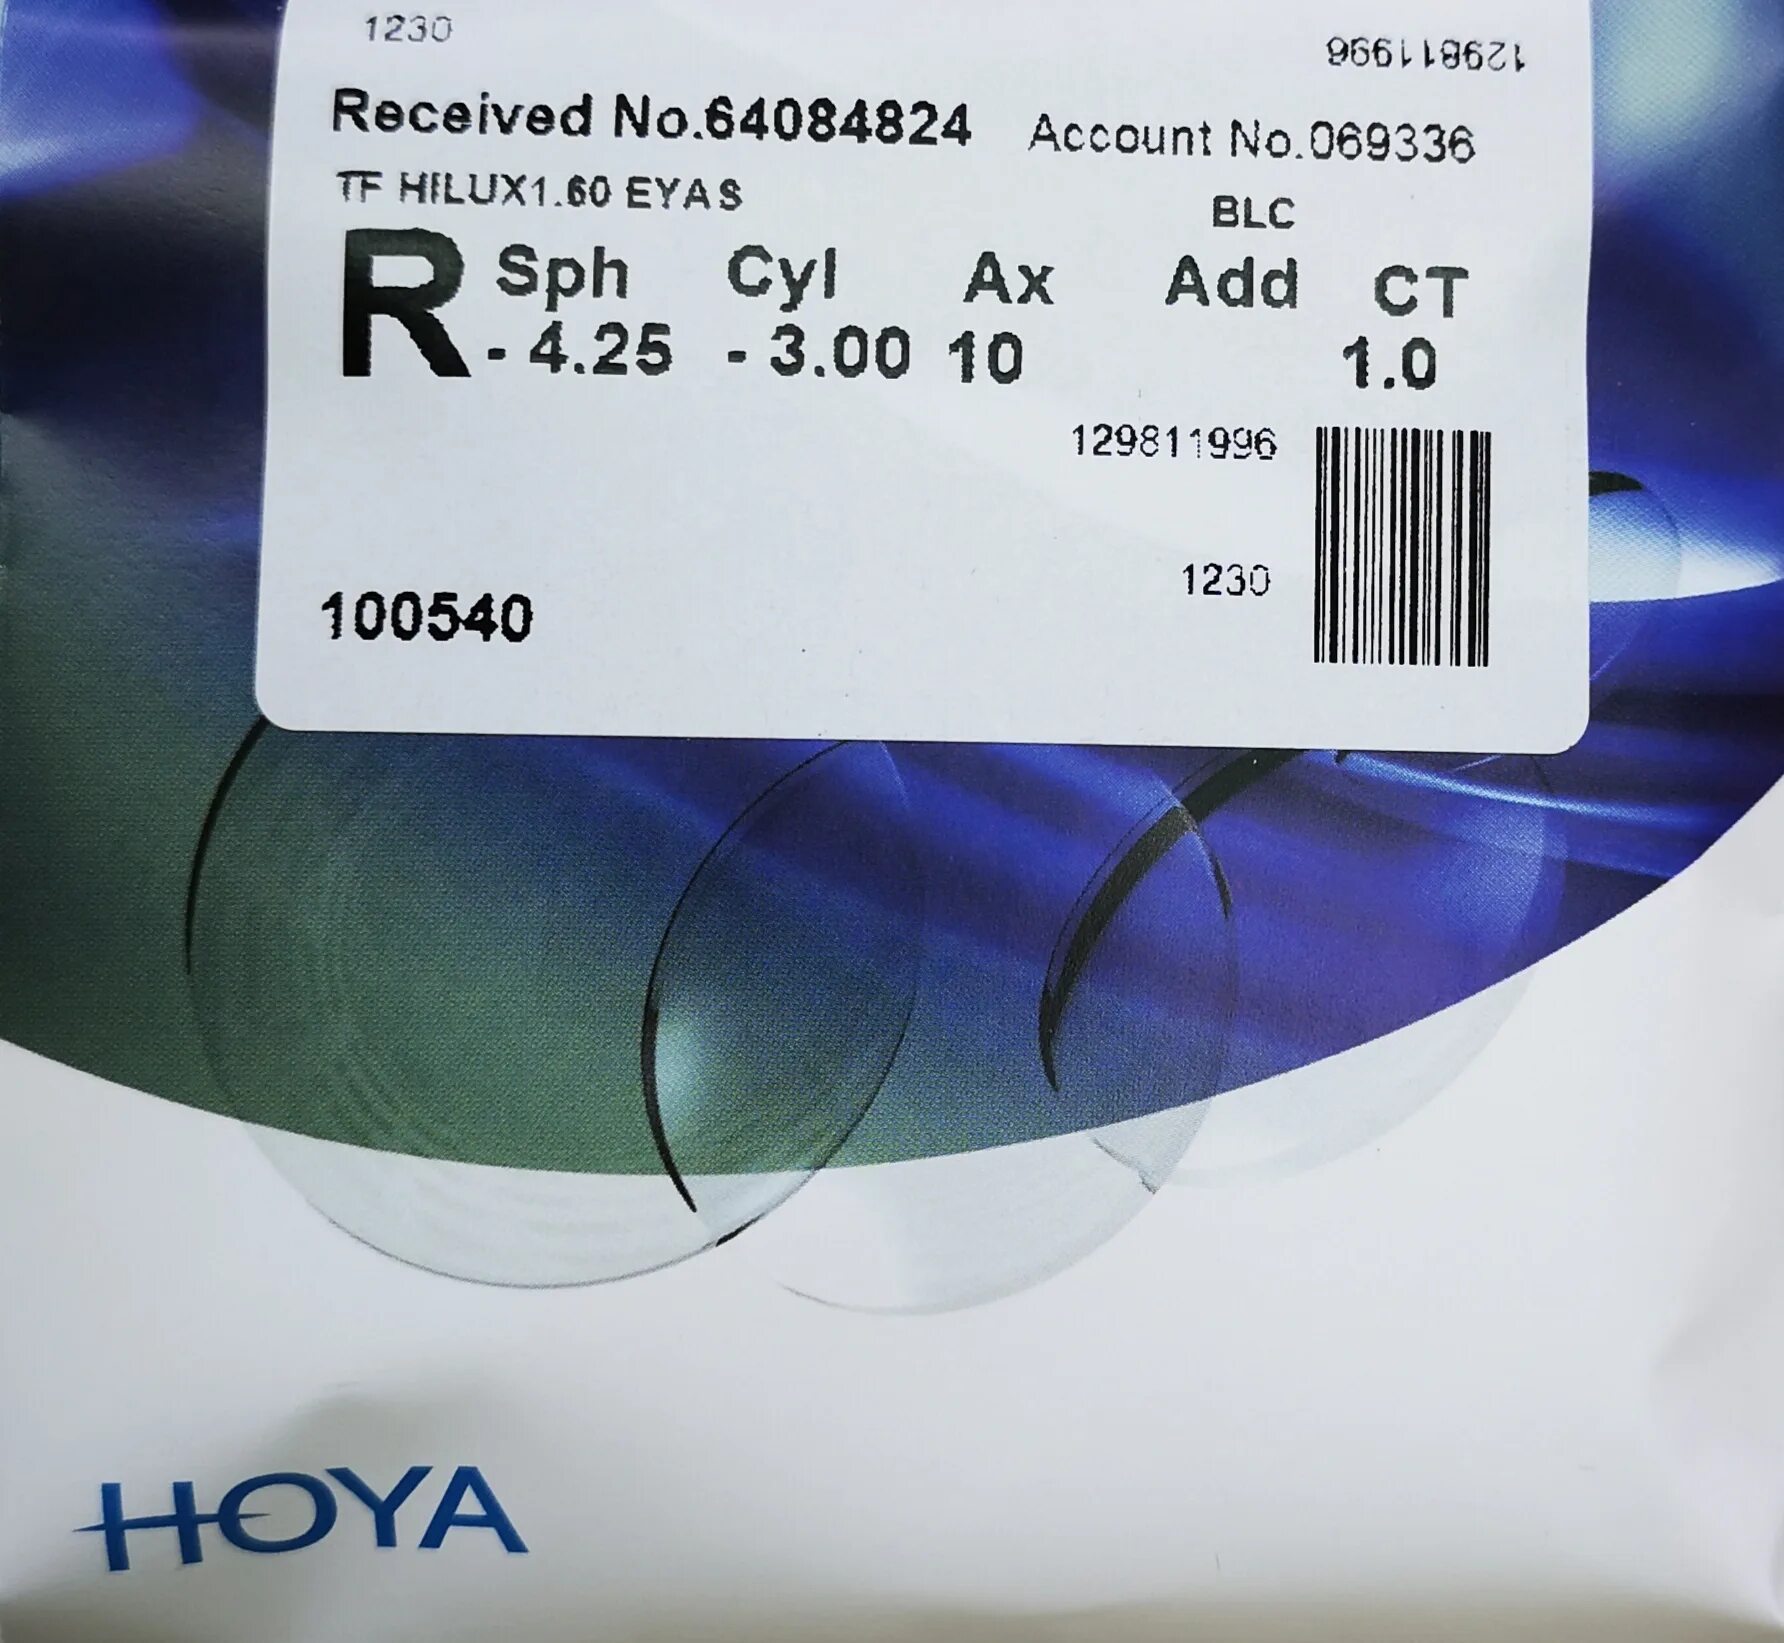 1230
129811996
Received No.64084824 Account No.069336
TF HILUX1.60 EYAS BLC
R Sph Cyl Ax Add CT
- 4.25 - 3.00 10 1.0
129811996
1230
100540
HOYA